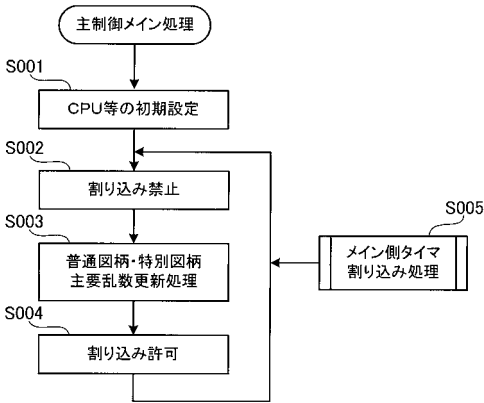 主制御メイン処理
S001
CPU等の初期設定
S002
割り込み禁止
S003
普通図柄・特別図柄
主要乱数更新処理
S004
割り込み許可
S005
メイン側タイマ
割り込み処理